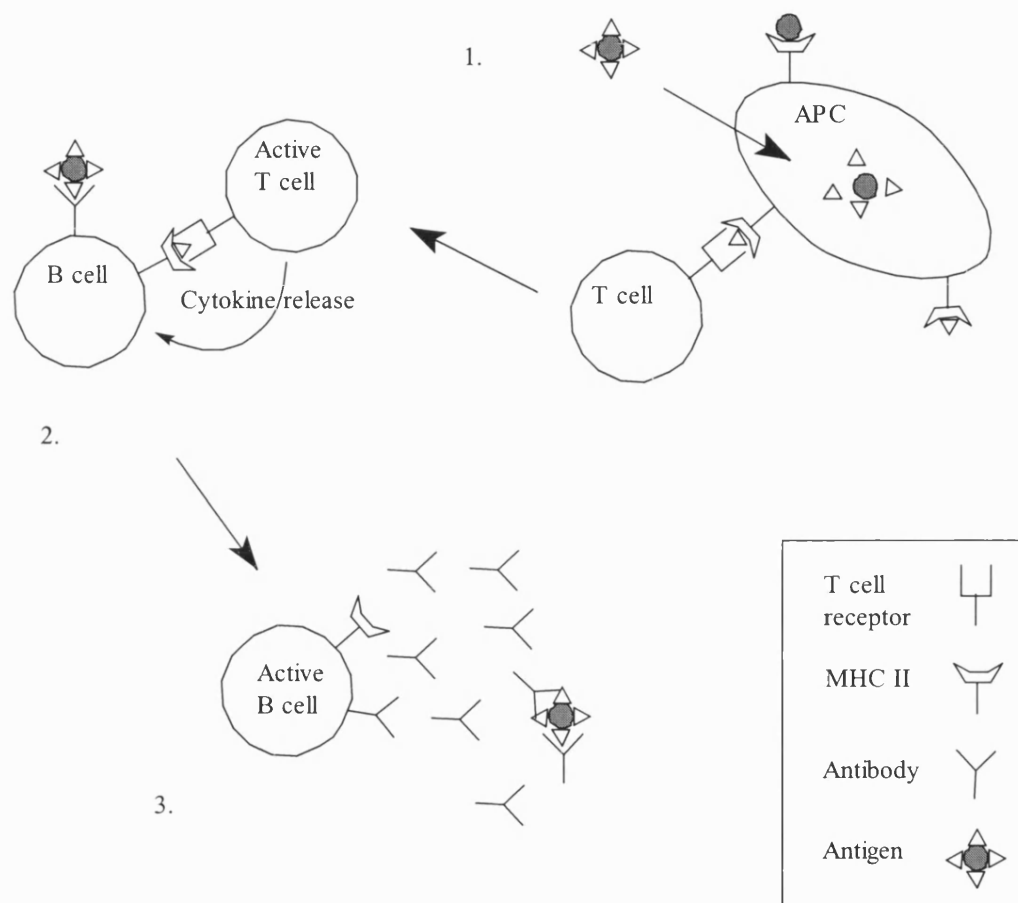 1.
APC
Active
T cell
B cell
Cytokine release
T cell
2.
Active
B cell
3.
T cell
receptor
MHC II
Antibody
Antigen